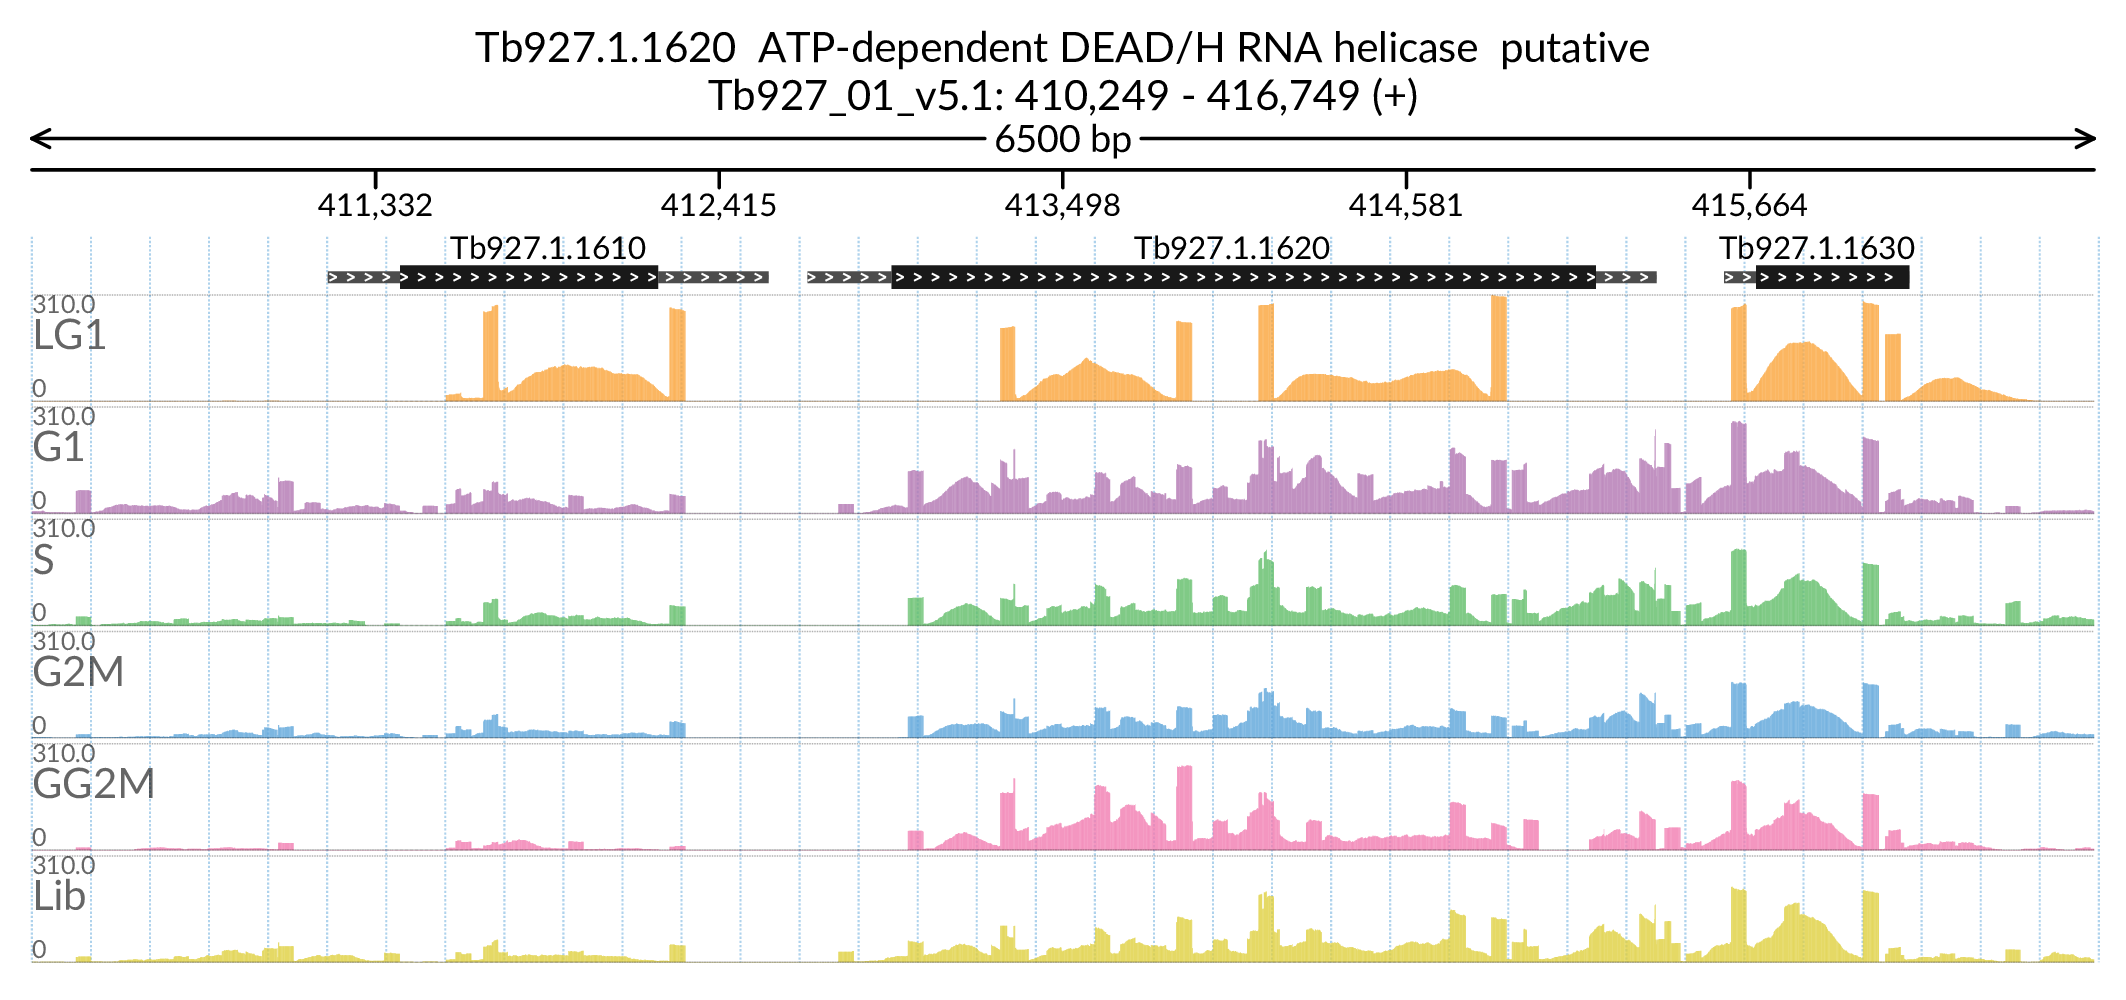 Tb927.1.1620 ATP-dependent DEAD/H RNA helicase putative
Tb927_01_v5.1: 410,249 - 416,749 (+)
6500 bp
411,332 412,415 413,498 414,581 415,664
Tb927.1.1610 Tb927.1.1620 Tb927.1.1630
310.0
LG1
0
310.0
G1
0
310.0
S
0
310.0
G2M
0
310.0
GG2M
0
310.0
Lib
0